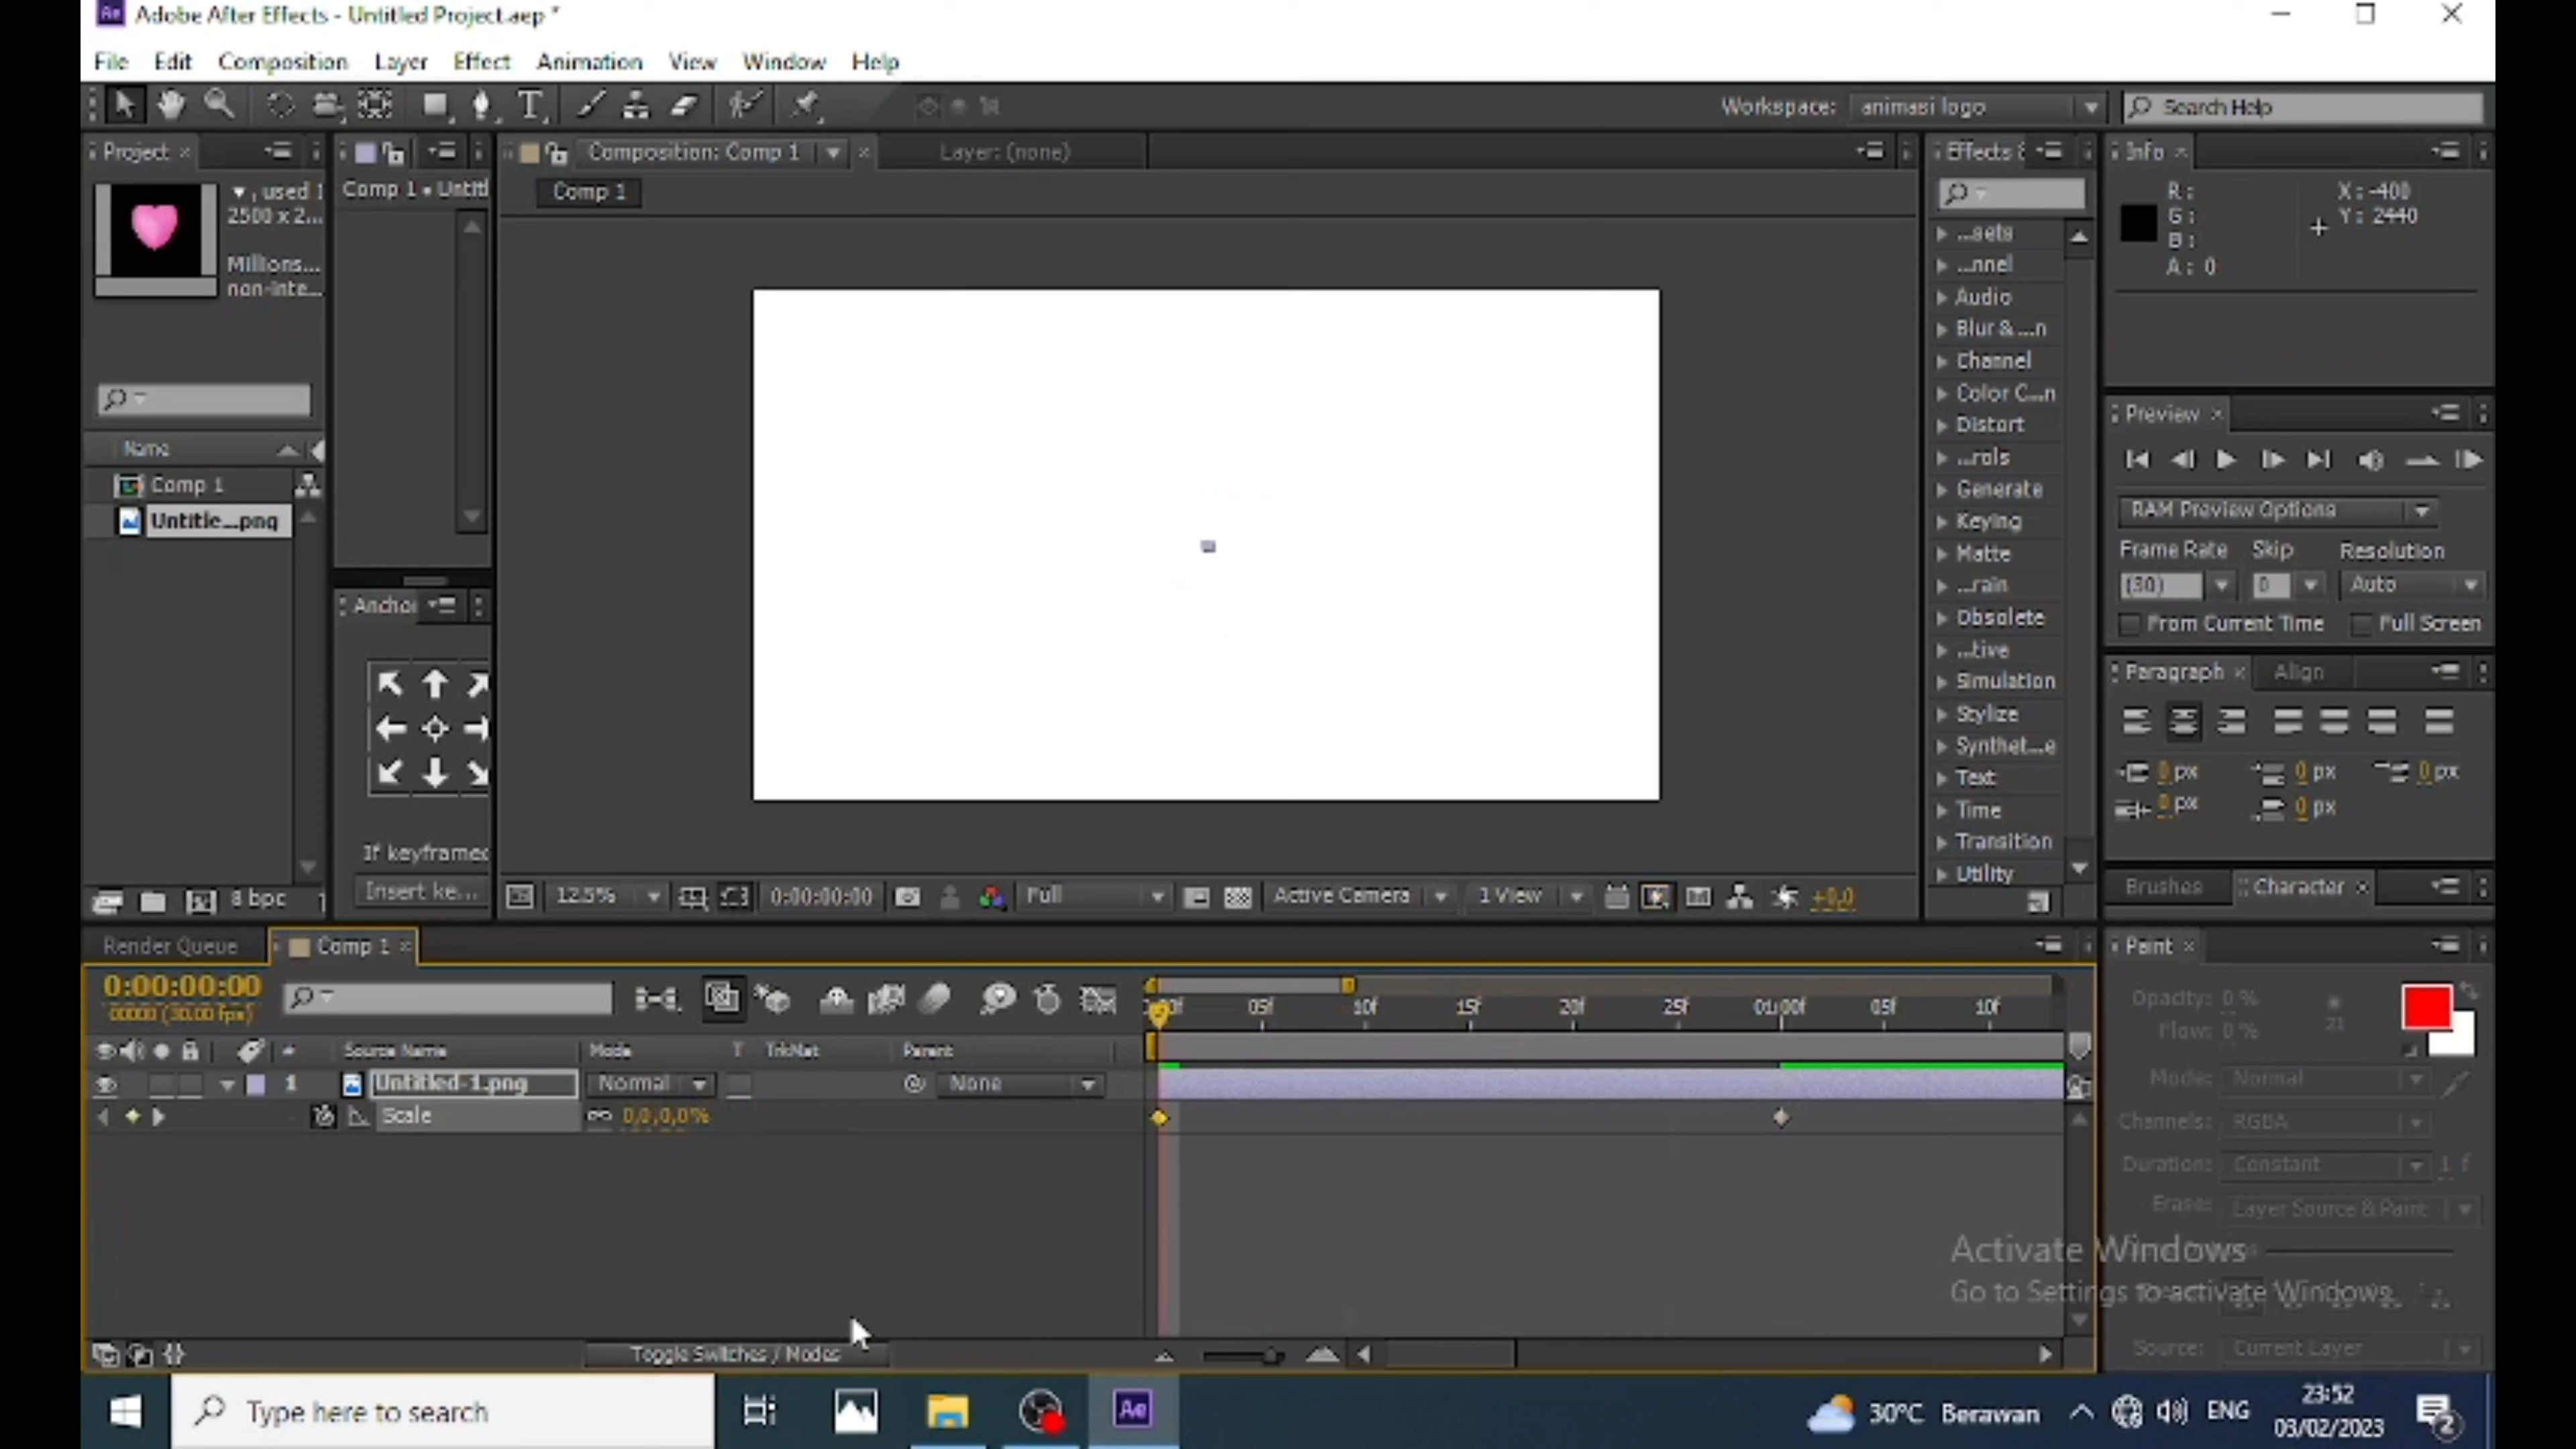 Adobe After Effects - Untitled Project.aep *
File Edit Composition Layer Effect Animation View Window Help
Workspace: animasi logo
Search Help
Project
, used 1
2500 x 2...
Millions...
non-inte...
Name
Comp 1
Untitle...png
8 bpc
Comp 1 • Untitl
Anchor
If keyframed
Insert ke...
Composition: Comp 1
Layer: (none)
Comp 1
12.5%
0:00:00:00
Full
Active Camera
1 View
+0,0
Effects &
...sets
...nnel
Audio
Blur & ...n
Channel
Color C...n
Distort
...rols
Generate
Keying
Matte
...rain
Obsolete
...tive
Simulation
Stylize
Synthet...e
Text
Time
Transition
Utility
Info
R :
G :
B :
A : 0
X : -400
Y : 2440
Preview
RAM Preview Options
Frame Rate Skip Resolution
(30) 0 Auto
From Current Time Full Screen
Paragraph Align
0 px 0 px 0 px
0 px 0 px
Brushes Character
Render Queue Comp 1
0:00:00:00
00000 (30.00 fps)
00f 05f 10f 15f 20f 25f 01:00f 05f 10f
# Source Name Mode T TrkMat Parent
1 Untitled-1.png Normal None
Scale 0,0,0,0%
Toggle Switches / Modes
Paint
Opacity: 0 %
Flow: 0 %
21
Mode: Normal
Channels: RGBA
Duration: Constant 1 f
Erase: Layer Source & Paint
Activate Windows
Go to Settings to activate Windows.
Source: Current Layer
Type here to search
Ae
30°C Berawan
ENG
23:52
03/02/2023
2